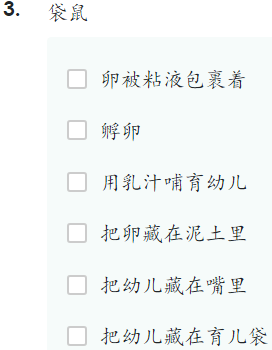 3. 袋鼠
卵被粘液包裹着
孵卵
用乳汁哺育幼儿
把卵藏在泥土里
把幼儿藏在嘴里
把幼儿藏在育儿袋